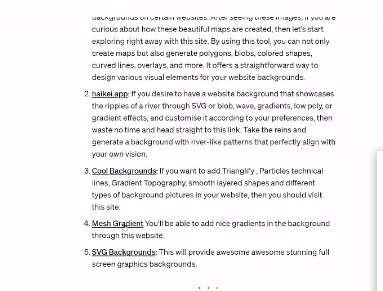 backgrounds on certain websites. After seeing these images, if you are
curious about how these beautiful maps are created, then let's start
exploring right away with this site. By using this tool, you can not only
create maps but also generate polygons, blobs, colored shapes,
curved lines, overlays, and more. It offers a straightforward way to
design various visual elements for your website backgrounds.
2. haikei.app: If you desire to have a website background that showcases
the ripples of a river through SVG or blob, wave, gradients, low poly, or
gradient effects, and customise it according to your preferences, then
waste no time and head straight to this link. Take the reins and
generate a background with river-like patterns that perfectly align with
your own vision.
3. Cool Backgrounds: If you want to add Trianglify , Particles technical
lines, Gradient Topography, smooth layered shapes and different
types of background pictures in your website, then you should visit
this site.
4. Mesh Gradient You'll be able to add nice gradients in the background
through this website.
5. SVG Backgrounds: This will provide awesome awesome stunning full
screen graphics backgrounds.